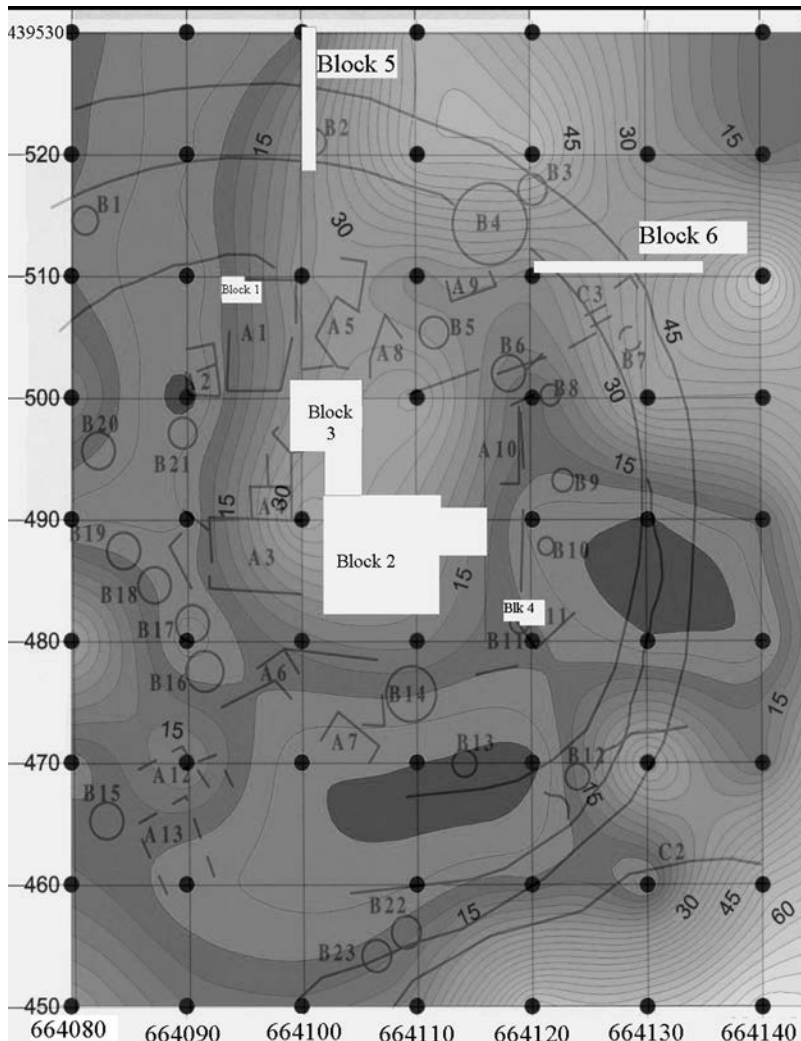 439530
Block 5
B2
15
45
30
15
520
B3
B1
B4
30
Block 6
510
Block 1
A9
C3
A1
A5
B5
45
A8
B6
B7
A2
30
500
B8
Block
3
B20
B21
A10
15
B9
15
30
A4
490
B19
B10
A3
Block 2
15
B18
Blk 4
11
B17
B11
480
B16
A6
B14
15
15
A7
470
B13
B12
A12
15
B15
A13
C2
460
B22
15
30
45
60
B23
450
664080
664090
664100
664110
664120
664130
664140